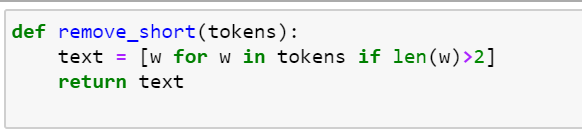 def remove_short(tokens):
    text = [w for w in tokens if len(w)>2]
    return text